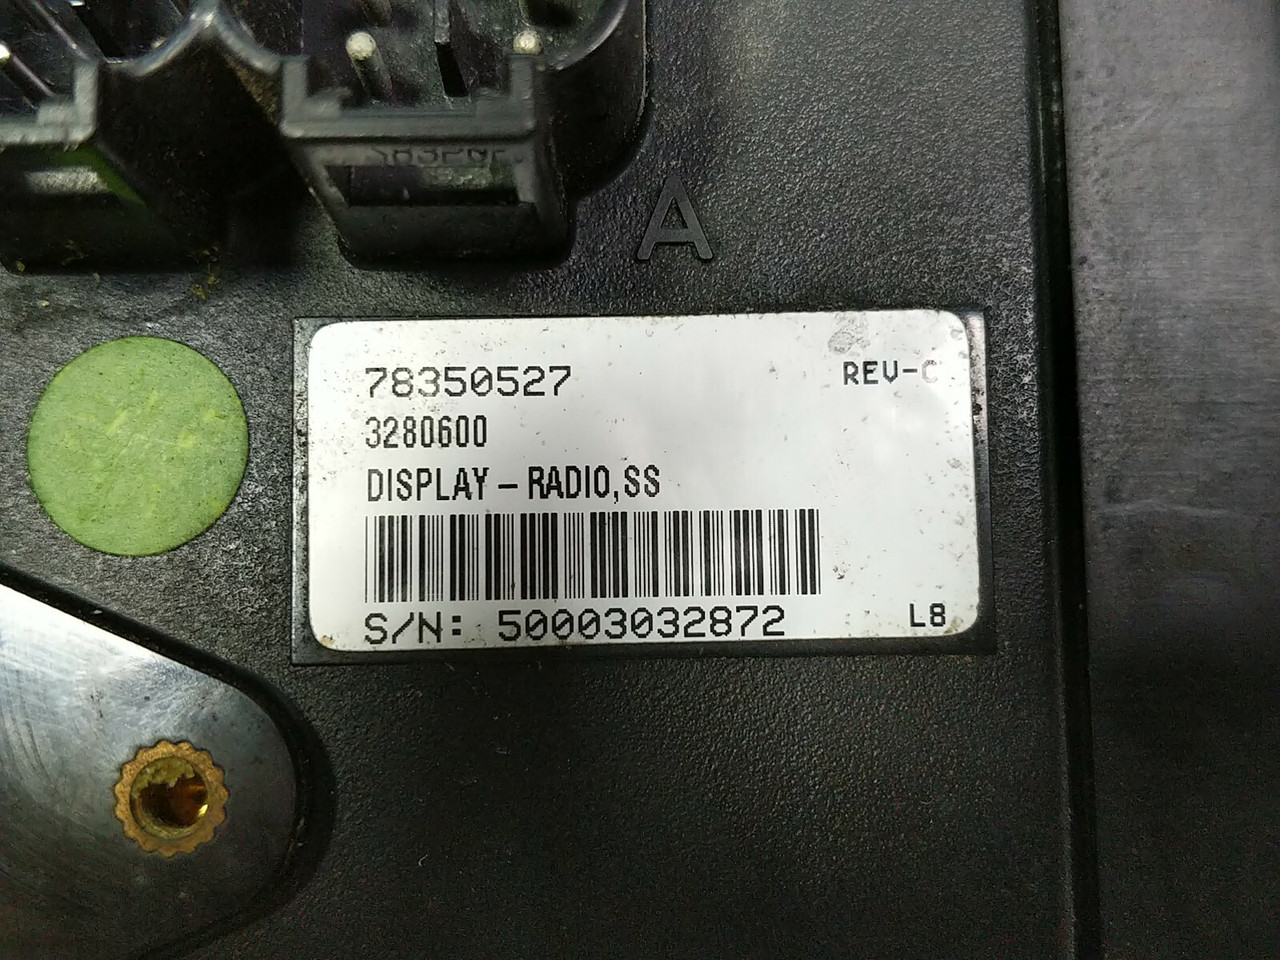 A
78350527 REV-C
3280600
DISPLAY – RADIO,SS
S/N: 50003032872 L8